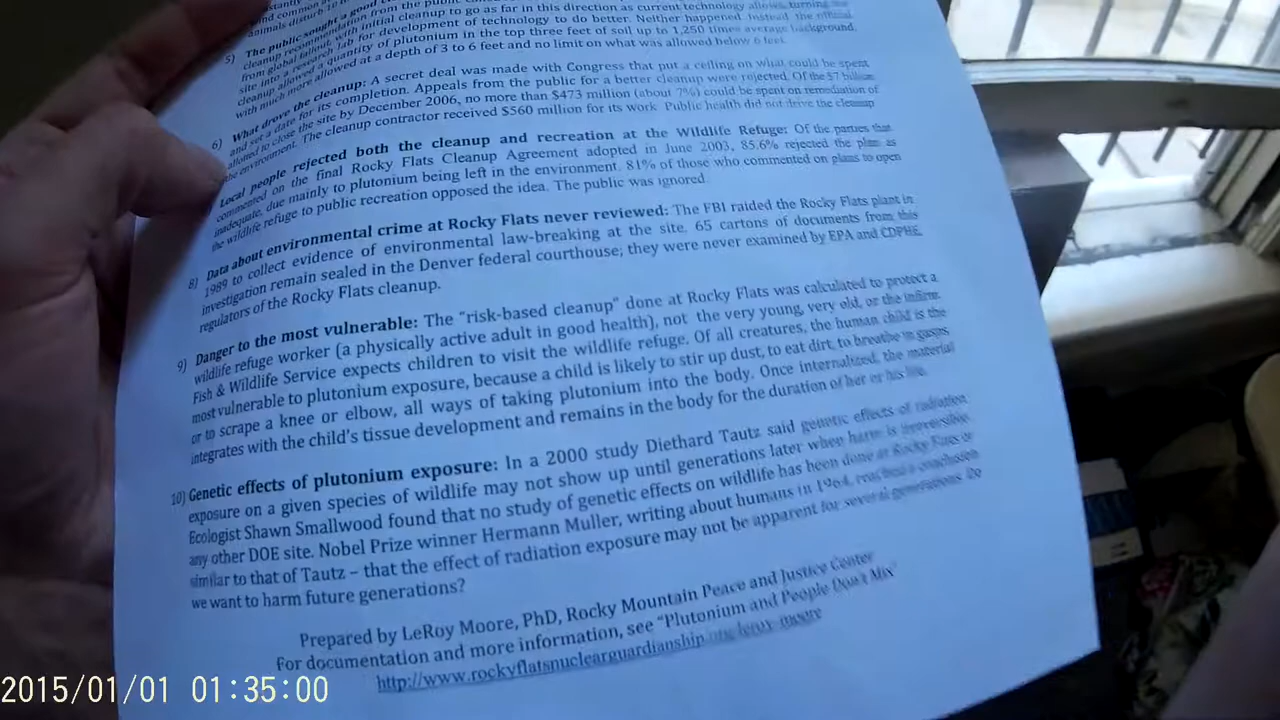 animals disturb
5) The public sought a good
cleanup recommendation from the public
from global fallout, with initial cleanup to go as far in this direction as current technology allows, turning the
site into a research lab for development of technology to do better. Neither happened. Instead the official
cleanup allowed a quantity of plutonium in the top three feet of soil up to 1,250 times average background,
with much more allowed at a depth of 3 to 6 feet and no limit on what was allowed below 6 feet.
6) What drove the cleanup: A secret deal was made with Congress that put a ceiling on what could be spent
and set a date for its completion. Appeals from the public for a better cleanup were rejected. Of the $7 billion
allowed to close the site by December 2006, no more than $473 million (about 7%) could be spent on remediation of
the environment. The cleanup contractor received $560 million for its work. Public health did not drive the cleanup
Local people rejected both the cleanup and recreation at the Wildlife Refuge: Of the parties that
commented on the final Rocky Flats Cleanup Agreement adopted in June 2003, 85.6% rejected the plan as
inadequate, due mainly to plutonium being left in the environment. 81% of those who commented on plans to open
the wildlife refuge to public recreation opposed the idea. The public was ignored.
8) Data about environmental crime at Rocky Flats never reviewed: The FBI raided the Rocky Flats plant in
1989 to collect evidence of environmental law-breaking at the site. 65 cartons of documents from this
investigation remain sealed in the Denver federal courthouse; they were never examined by EPA and CDPHE,
regulators of the Rocky Flats cleanup.
9) Danger to the most vulnerable: The "risk-based cleanup" done at Rocky Flats was calculated to protect a
wildlife refuge worker (a physically active adult in good health), not the very young, very old, or the infirm.
Fish & Wildlife Service expects children to visit the wildlife refuge. Of all creatures, the human child is the
most vulnerable to plutonium exposure, because a child is likely to stir up dust, to eat dirt, to breathe in gasps,
or to scrape a knee or elbow, all ways of taking plutonium into the body. Once internalized, the material
integrates with the child's tissue development and remains in the body for the duration of her or his life.
10) Genetic effects of plutonium exposure: In a 2000 study Diethard Tautz said genetic effects of radiation
exposure on a given species of wildlife may not show up until generations later when harm is irreversible.
Ecologist Shawn Smallwood found that no study of genetic effects on wildlife has been done at Rocky Flats or
any other DOE site. Nobel Prize winner Hermann Muller, writing about humans in 1964, reached a conclusion
similar to that of Tautz – that the effect of radiation exposure may not be apparent for several generations. Do
we want to harm future generations?
Prepared by LeRoy Moore, PhD, Rocky Mountain Peace and Justice Center
For documentation and more information, see "Plutonium and People Don't Mix"
http://www.rockyflatsnuclearguardianship.org/leroy-moore
2015/01/01 01:35:00